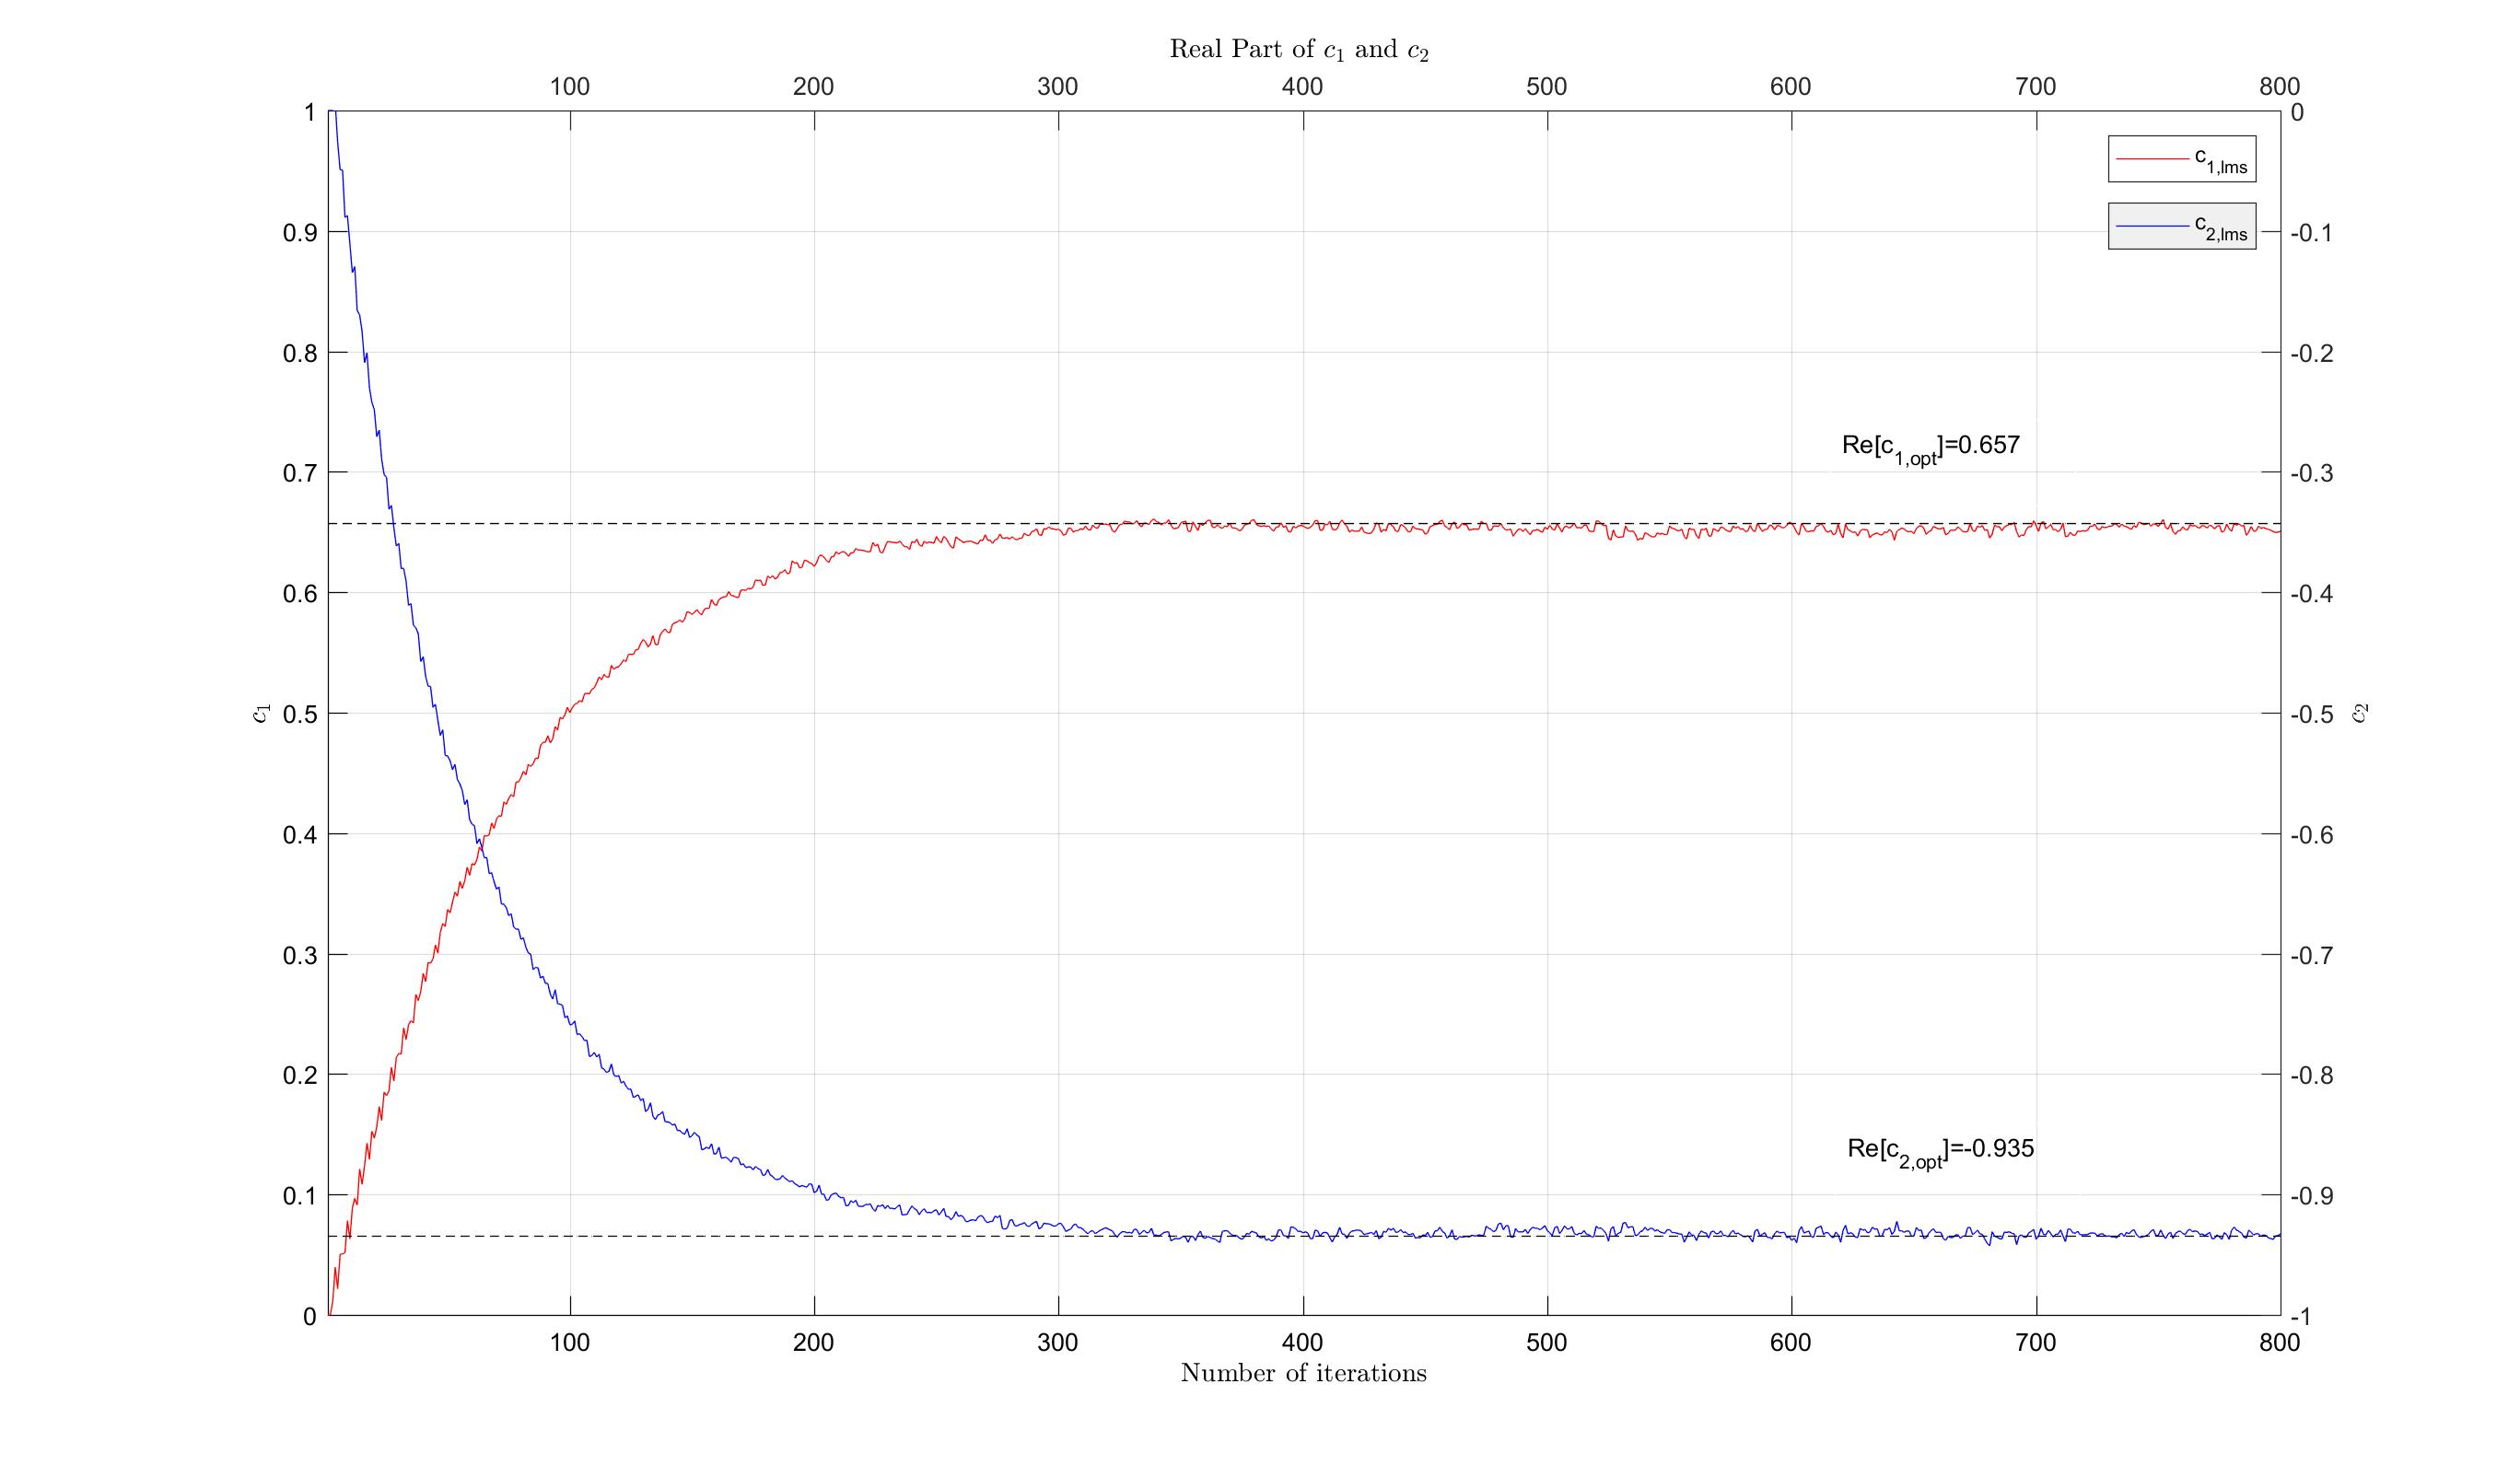 Real Part of c1 and c2
100 200 300 400 500 600 700 800
1 0
c1,lms
c2,lms
0.9 -0.1
0.8 -0.2
Re[c1,opt]=0.657
0.7 -0.3
0.6 -0.4
c1 0.5 -0.5 c2
0.4 -0.6
0.3 -0.7
0.2 -0.8
Re[c2,opt]=-0.935
0.1 -0.9
0 -1
100 200 300 400 500 600 700 800
Number of iterations